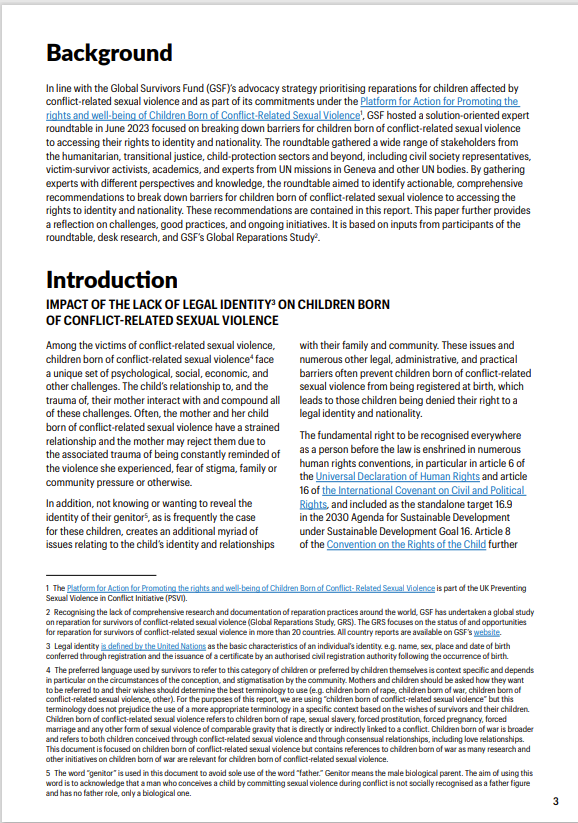 Background
In line with the Global Survivors Fund (GSF)'s advocacy strategy prioritising reparations for children affected by
conflict-related sexual violence and as part of its commitments under the Platform for Action for Promoting the
rights and well-being of Children Born of Conflict-Related Sexual Violence¹, GSF hosted a solution-oriented expert
roundtable in June 2023 focused on breaking down barriers for children born of conflict-related sexual violence
to accessing their rights to identity and nationality. The roundtable gathered a wide range of stakeholders from
the humanitarian, transitional justice, child-protection sectors and beyond, including civil society representatives,
victim-survivor activists, academics, and experts from UN missions in Geneva and other UN bodies. By gathering
experts with different perspectives and knowledge, the roundtable aimed to identify actionable, comprehensive
recommendations to break down barriers for children born of conflict-related sexual violence to accessing the
rights to identity and nationality. These recommendations are contained in this report. This paper further provides
a reflection on challenges, good practices, and ongoing initiatives. It is based on inputs from participants of the
roundtable, desk research, and GSF's Global Reparations Study².
Introduction
IMPACT OF THE LACK OF LEGAL IDENTITY³ ON CHILDREN BORN
OF CONFLICT-RELATED SEXUAL VIOLENCE
Among the victims of conflict-related sexual violence,
children born of conflict-related sexual violence⁴ face
a unique set of psychological, social, economic, and
other challenges. The child's relationship to, and the
trauma of, their mother interact with and compound all
of these challenges. Often, the mother and her child
born of conflict-related sexual violence have a strained
relationship and the mother may reject them due to
the associated trauma of being constantly reminded of
the violence she experienced, fear of stigma, family or
community pressure or otherwise.
In addition, not knowing or wanting to reveal the
identity of their genitor⁵, as is frequently the case
for these children, creates an additional myriad of
issues relating to the child's identity and relationships
with their family and community. These issues and
numerous other legal, administrative, and practical
barriers often prevent children born of conflict-related
sexual violence from being registered at birth, which
leads to those children being denied their right to a
legal identity and nationality.
The fundamental right to be recognised everywhere
as a person before the law is enshrined in numerous
human rights conventions, in particular in article 6 of
the Universal Declaration of Human Rights and article
16 of the International Covenant on Civil and Political
Rights, and included as the standalone target 16.9
in the 2030 Agenda for Sustainable Development
under Sustainable Development Goal 16. Article 8
of the Convention on the Rights of the Child further
1 The Platform for Action for Promoting the rights and well-being of Children Born of Conflict- Related Sexual Violence is part of the UK Preventing
Sexual Violence in Conflict Initiative (PSVI).
2 Recognising the lack of comprehensive research and documentation of reparation practices around the world, GSF has undertaken a global study
on reparation for survivors of conflict-related sexual violence (Global Reparations Study, GRS). The GRS focuses on the status of and opportunities
for reparation for survivors of conflict-related sexual violence in more than 20 countries. All country reports are available on GSF's website.
3 Legal identity is defined by the United Nations as the basic characteristics of an individual's identity. e.g. name, sex, place and date of birth
conferred through registration and the issuance of a certificate by an authorised civil registration authority following the occurrence of birth.
4 The preferred language used by survivors to refer to this category of children or preferred by children themselves is context specific and depends
in particular on the circumstances of the conception, and stigmatisation by the community. Mothers and children should be asked how they want
to be referred to and their wishes should determine the best terminology to use (e.g. children born of rape, children born of war, children born of
conflict-related sexual violence, other). For the purposes of this report, we are using "children born of conflict-related sexual violence" but this
terminology does not prejudice the use of a more appropriate terminology in a specific context based on the wishes of survivors and their children.
Children born of conflict-related sexual violence refers to children born of rape, sexual slavery, forced prostitution, forced pregnancy, forced
marriage and any other form of sexual violence of comparable gravity that is directly or indirectly linked to a conflict. Children born of war is broader
and refers to both children conceived through conflict-related sexual violence and through consensual relationships, including love relationships.
This document is focused on children born of conflict-related sexual violence but contains references to children born of war as many research and
other initiatives on children born of war are relevant for children born of conflict-related sexual violence.
5 The word "genitor" is used in this document to avoid sole use of the word "father." Genitor means the male biological parent. The aim of using this
word is to acknowledge that a man who conceives a child by committing sexual violence during conflict is not socially recognised as a father figure
and has no father role, only a biological one.
3